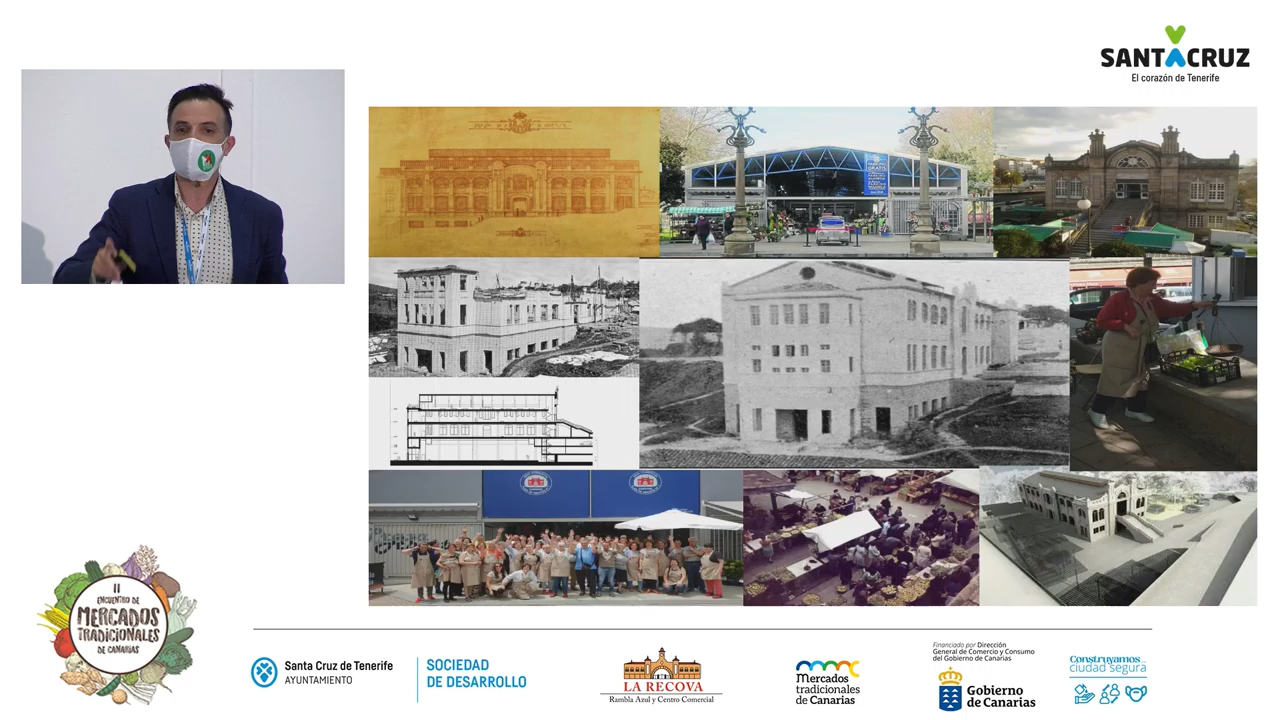 SANTACRUZ
El corazón de Tenerife
II
ENCUENTRO DE
MERCADOS
TRADICIONALES
DE CANARIAS
Santa Cruz de Tenerife
AYUNTAMIENTO
SOCIEDAD
DE DESARROLLO
LA RECOVA
Rambla Azul y Centro Comercial
mercados
tradicionales
de Canarias
Financiado por Dirección
General de Comercio y Consumo
del Gobierno de Canarias
Gobierno
de Canarias
Construyamos
ciudad segura